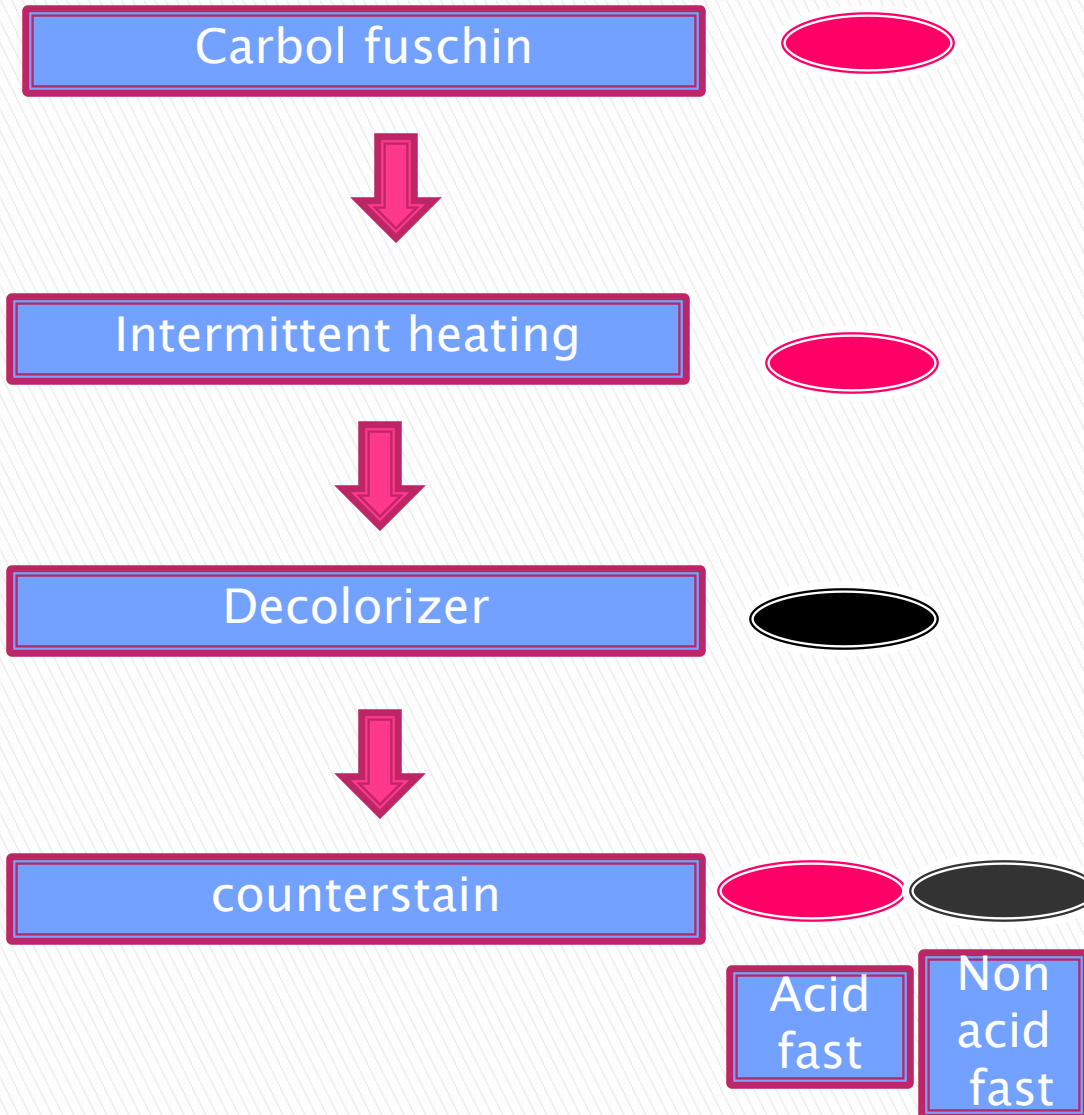 Carbol fuschin
Intermittent heating
Decolorizer
counterstain
Acid
fast
Non
acid
fast